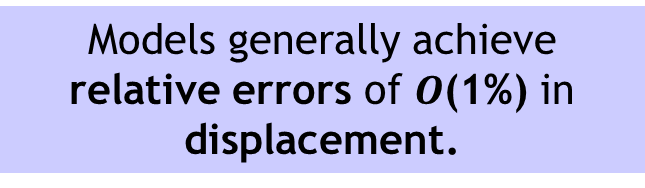 Models generally achieve
relative errors of O(1%) in
displacement.